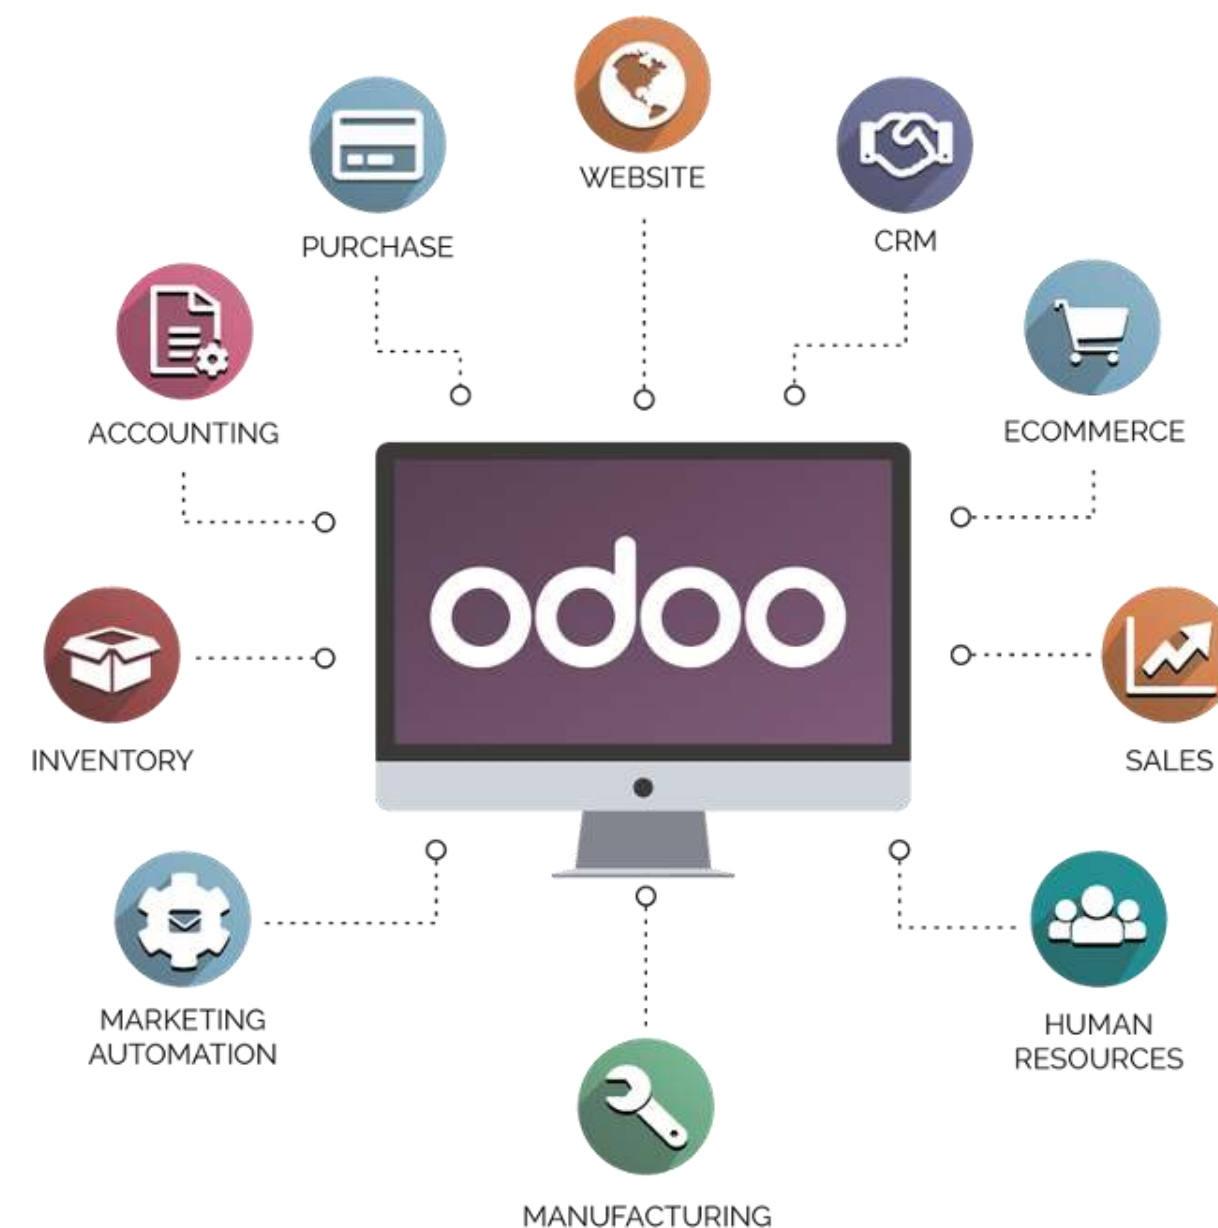 WEBSITE
PURCHASE
CRM
ACCOUNTING
ECOMMERCE
odoo
INVENTORY
SALES
MARKETING
AUTOMATION
HUMAN
RESOURCES
MANUFACTURING